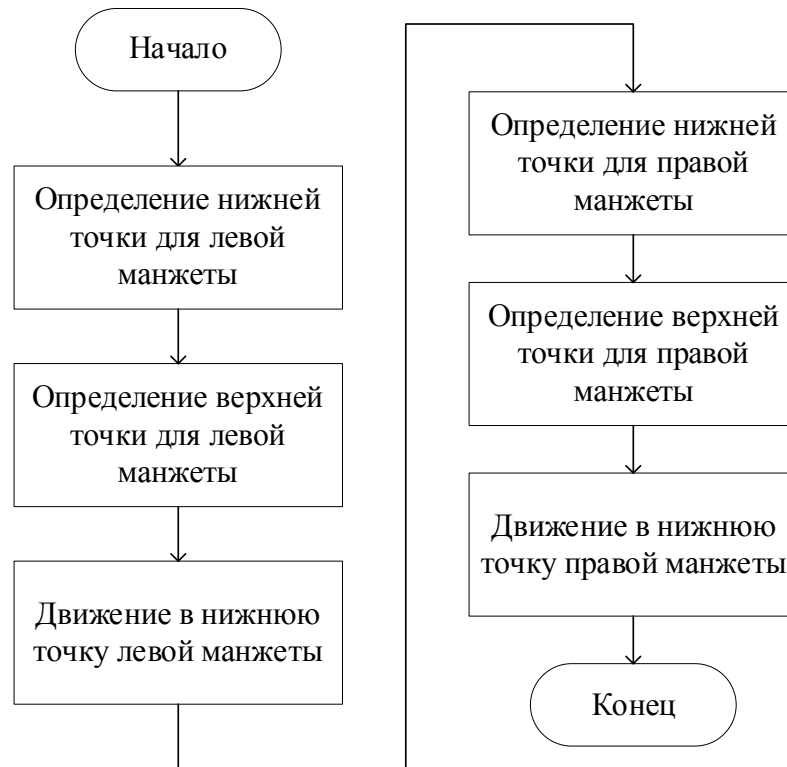 Начало
Определение нижней
точки для левой
манжеты
Определение верхней
точки для левой
манжеты
Движение в нижнюю
точку левой манжеты
Определение нижней
точки для правой
манжеты
Определение верхней
точки для правой
манжеты
Движение в нижнюю
точку правой манжеты
Конец